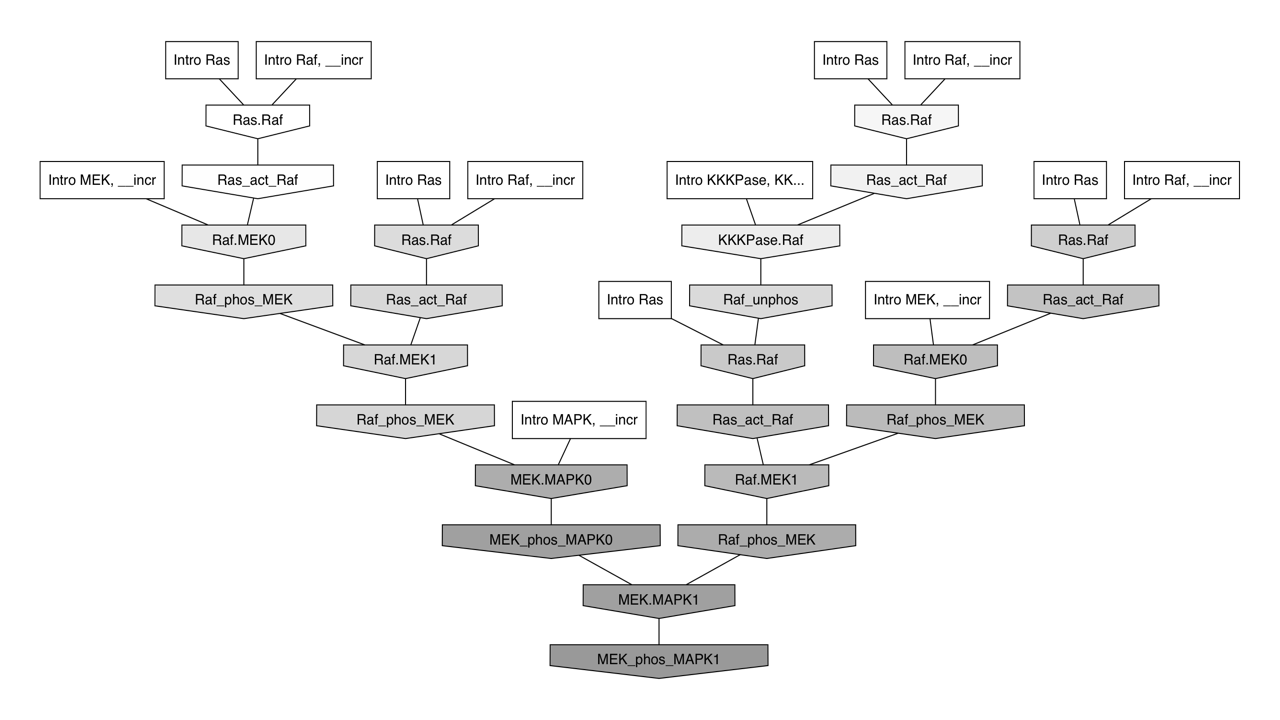 Intro Ras
Intro Raf, __incr
Intro Ras
Intro Raf, __incr
Ras.Raf
Ras.Raf
Intro MEK, __incr
Ras_act_Raf
Intro Ras
Intro Raf, __incr
Intro KKKPase, KK...
Ras_act_Raf
Intro Ras
Intro Raf, __incr
Raf.MEK0
Ras.Raf
KKKPase.Raf
Ras.Raf
Raf_phos_MEK
Ras_act_Raf
Intro Ras
Raf_unphos
Intro MEK, __incr
Ras_act_Raf
Raf.MEK1
Ras.Raf
Raf.MEK0
Raf_phos_MEK
Intro MAPK, __incr
Ras_act_Raf
Raf_phos_MEK
MEK.MAPK0
Raf.MEK1
MEK_phos_MAPK0
Raf_phos_MEK
MEK.MAPK1
MEK_phos_MAPK1